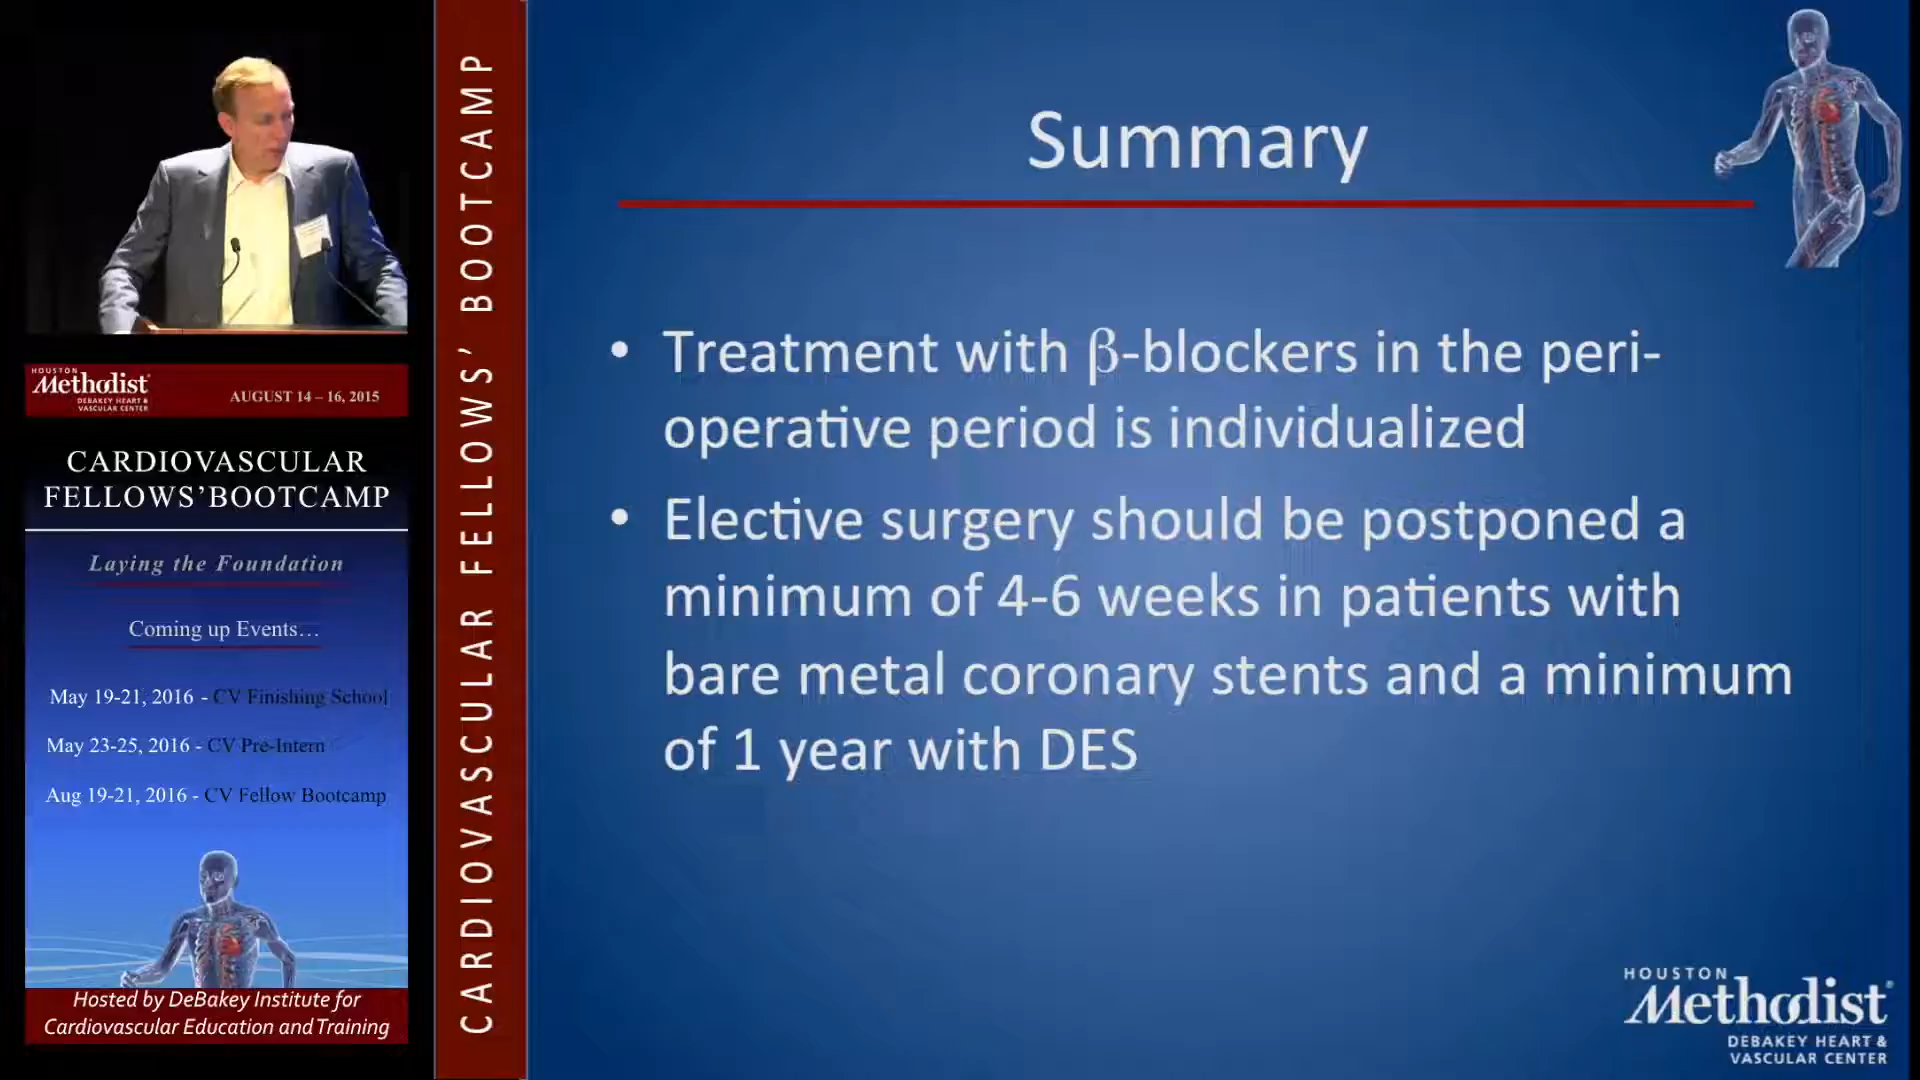 HOUSTON
Methodist
DEBAKEY HEART &
VASCULAR CENTER
AUGUST 14 – 16, 2015
CARDIOVASCULAR
FELLOWS’BOOTCAMP
Laying the Foundation
Coming up Events…
May 19-21, 2016 - CV Finishing School
May 23-25, 2016 - CV Pre-Intern
Aug 19-21, 2016 - CV Fellow Bootcamp
Hosted by DeBakey Institute for
Cardiovascular Education and Training
CARDIOVASCULAR FELLOWS’ BOOTCAMP
Summary
• Treatment with β-blockers in the peri-
operative period is individualized
• Elective surgery should be postponed a
minimum of 4-6 weeks in patients with
bare metal coronary stents and a minimum
of 1 year with DES
HOUSTON
Methodist
DEBAKEY HEART &
VASCULAR CENTER